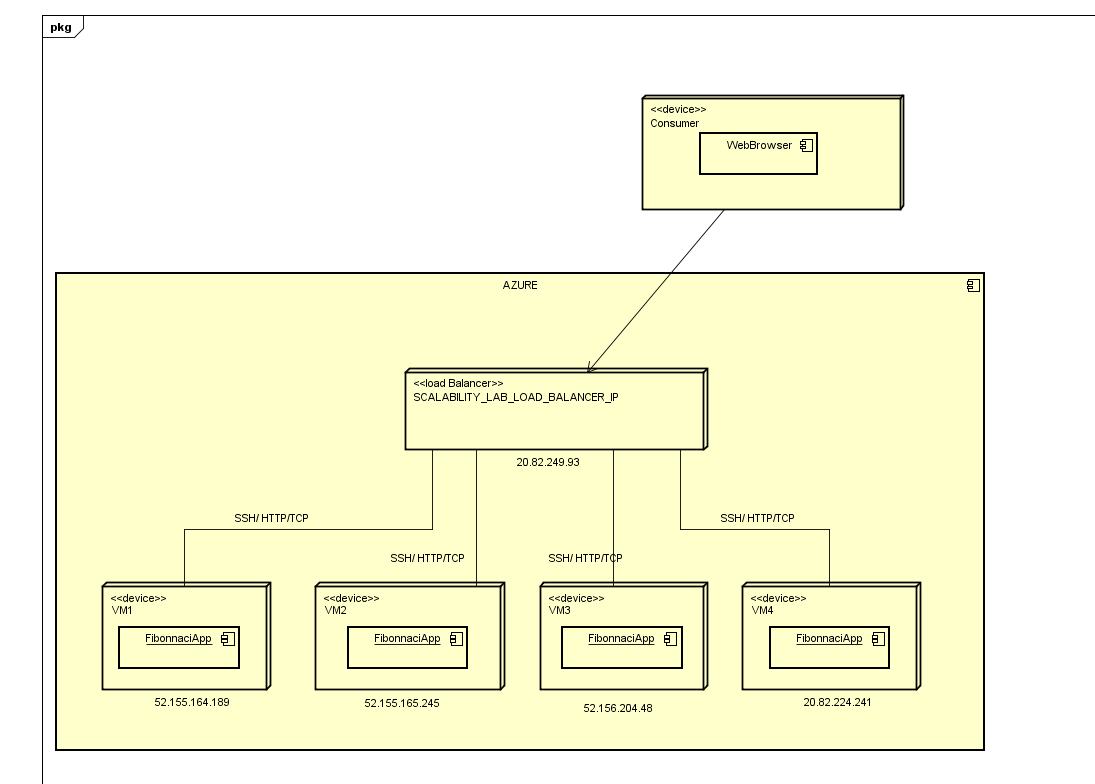 pkg
<<device>>
Consumer
WebBrowser
AZURE
<<load Balancer>>
SCALABILITY_LAB_LOAD_BALANCER_IP
20.82.249.93
SSH/ HTTP/TCP
SSH/ HTTP/TCP
SSH/ HTTP/TCP
SSH/ HTTP/TCP
<<device>>
VM1
FibonnaciApp
52.155.164.189
<<device>>
VM2
FibonnaciApp
52.155.165.245
<<device>>
VM3
FibonnaciApp
52.156.204.48
<<device>>
VM4
FibonnaciApp
20.82.224.241